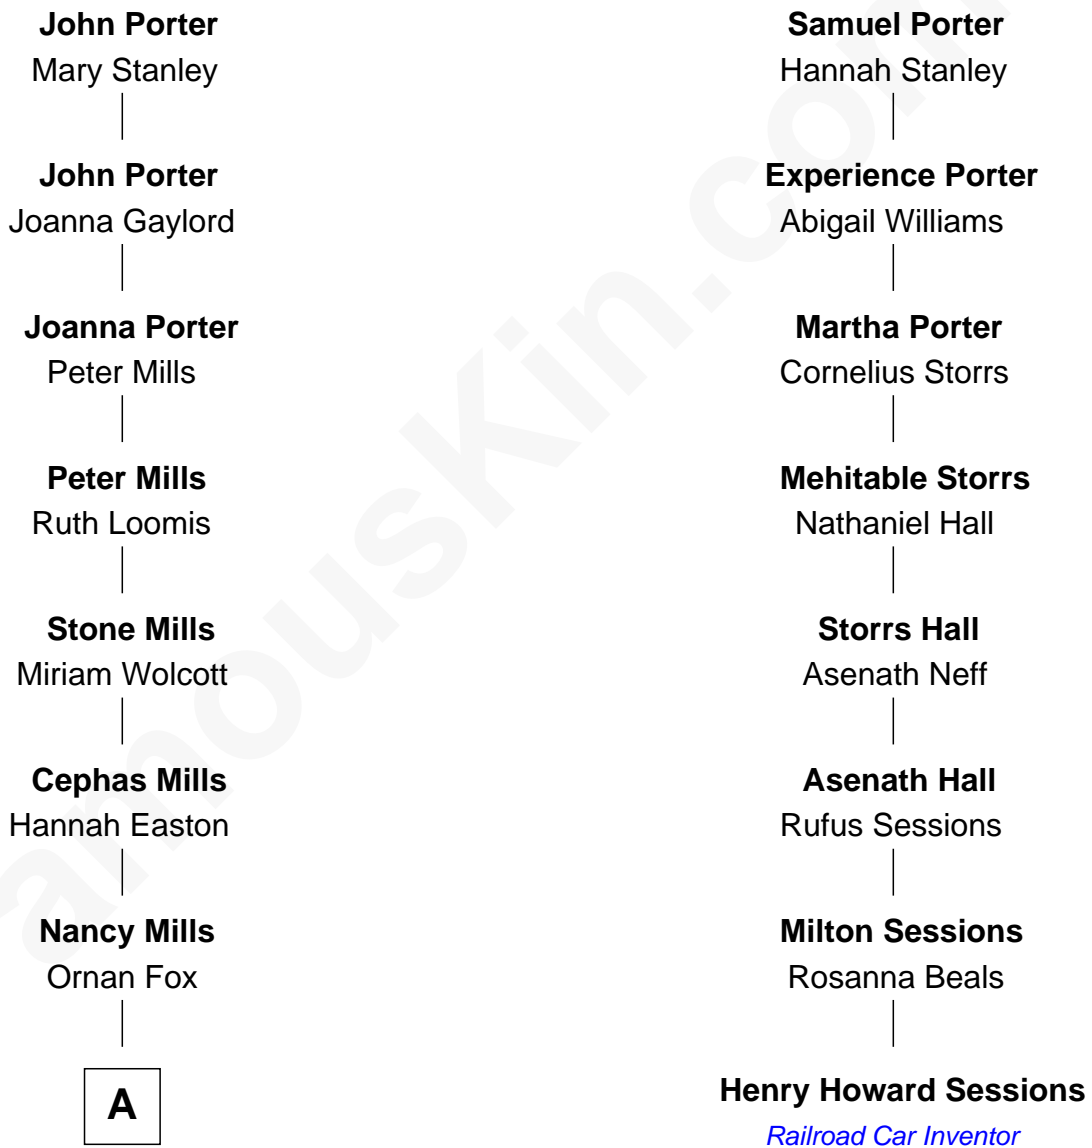 John Porter
Mary Stanley
John Porter
Joanna Gaylord
Joanna Porter
Peter Mills
Peter Mills
Ruth Loomis
Stone Mills
Miriam Wolcott
Cephas Mills
Hannah Easton
Nancy Mills
Ornan Fox
A
Samuel Porter
Hannah Stanley
Experience Porter
Abigail Williams
Martha Porter
Cornelius Storrs
Mehitable Storrs
Nathaniel Hall
Storrs Hall
Asenath Neff
Asenath Hall
Rufus Sessions
Milton Sessions
Rosanna Beals
Henry Howard Sessions
Railroad Car Inventor
amouskin.com